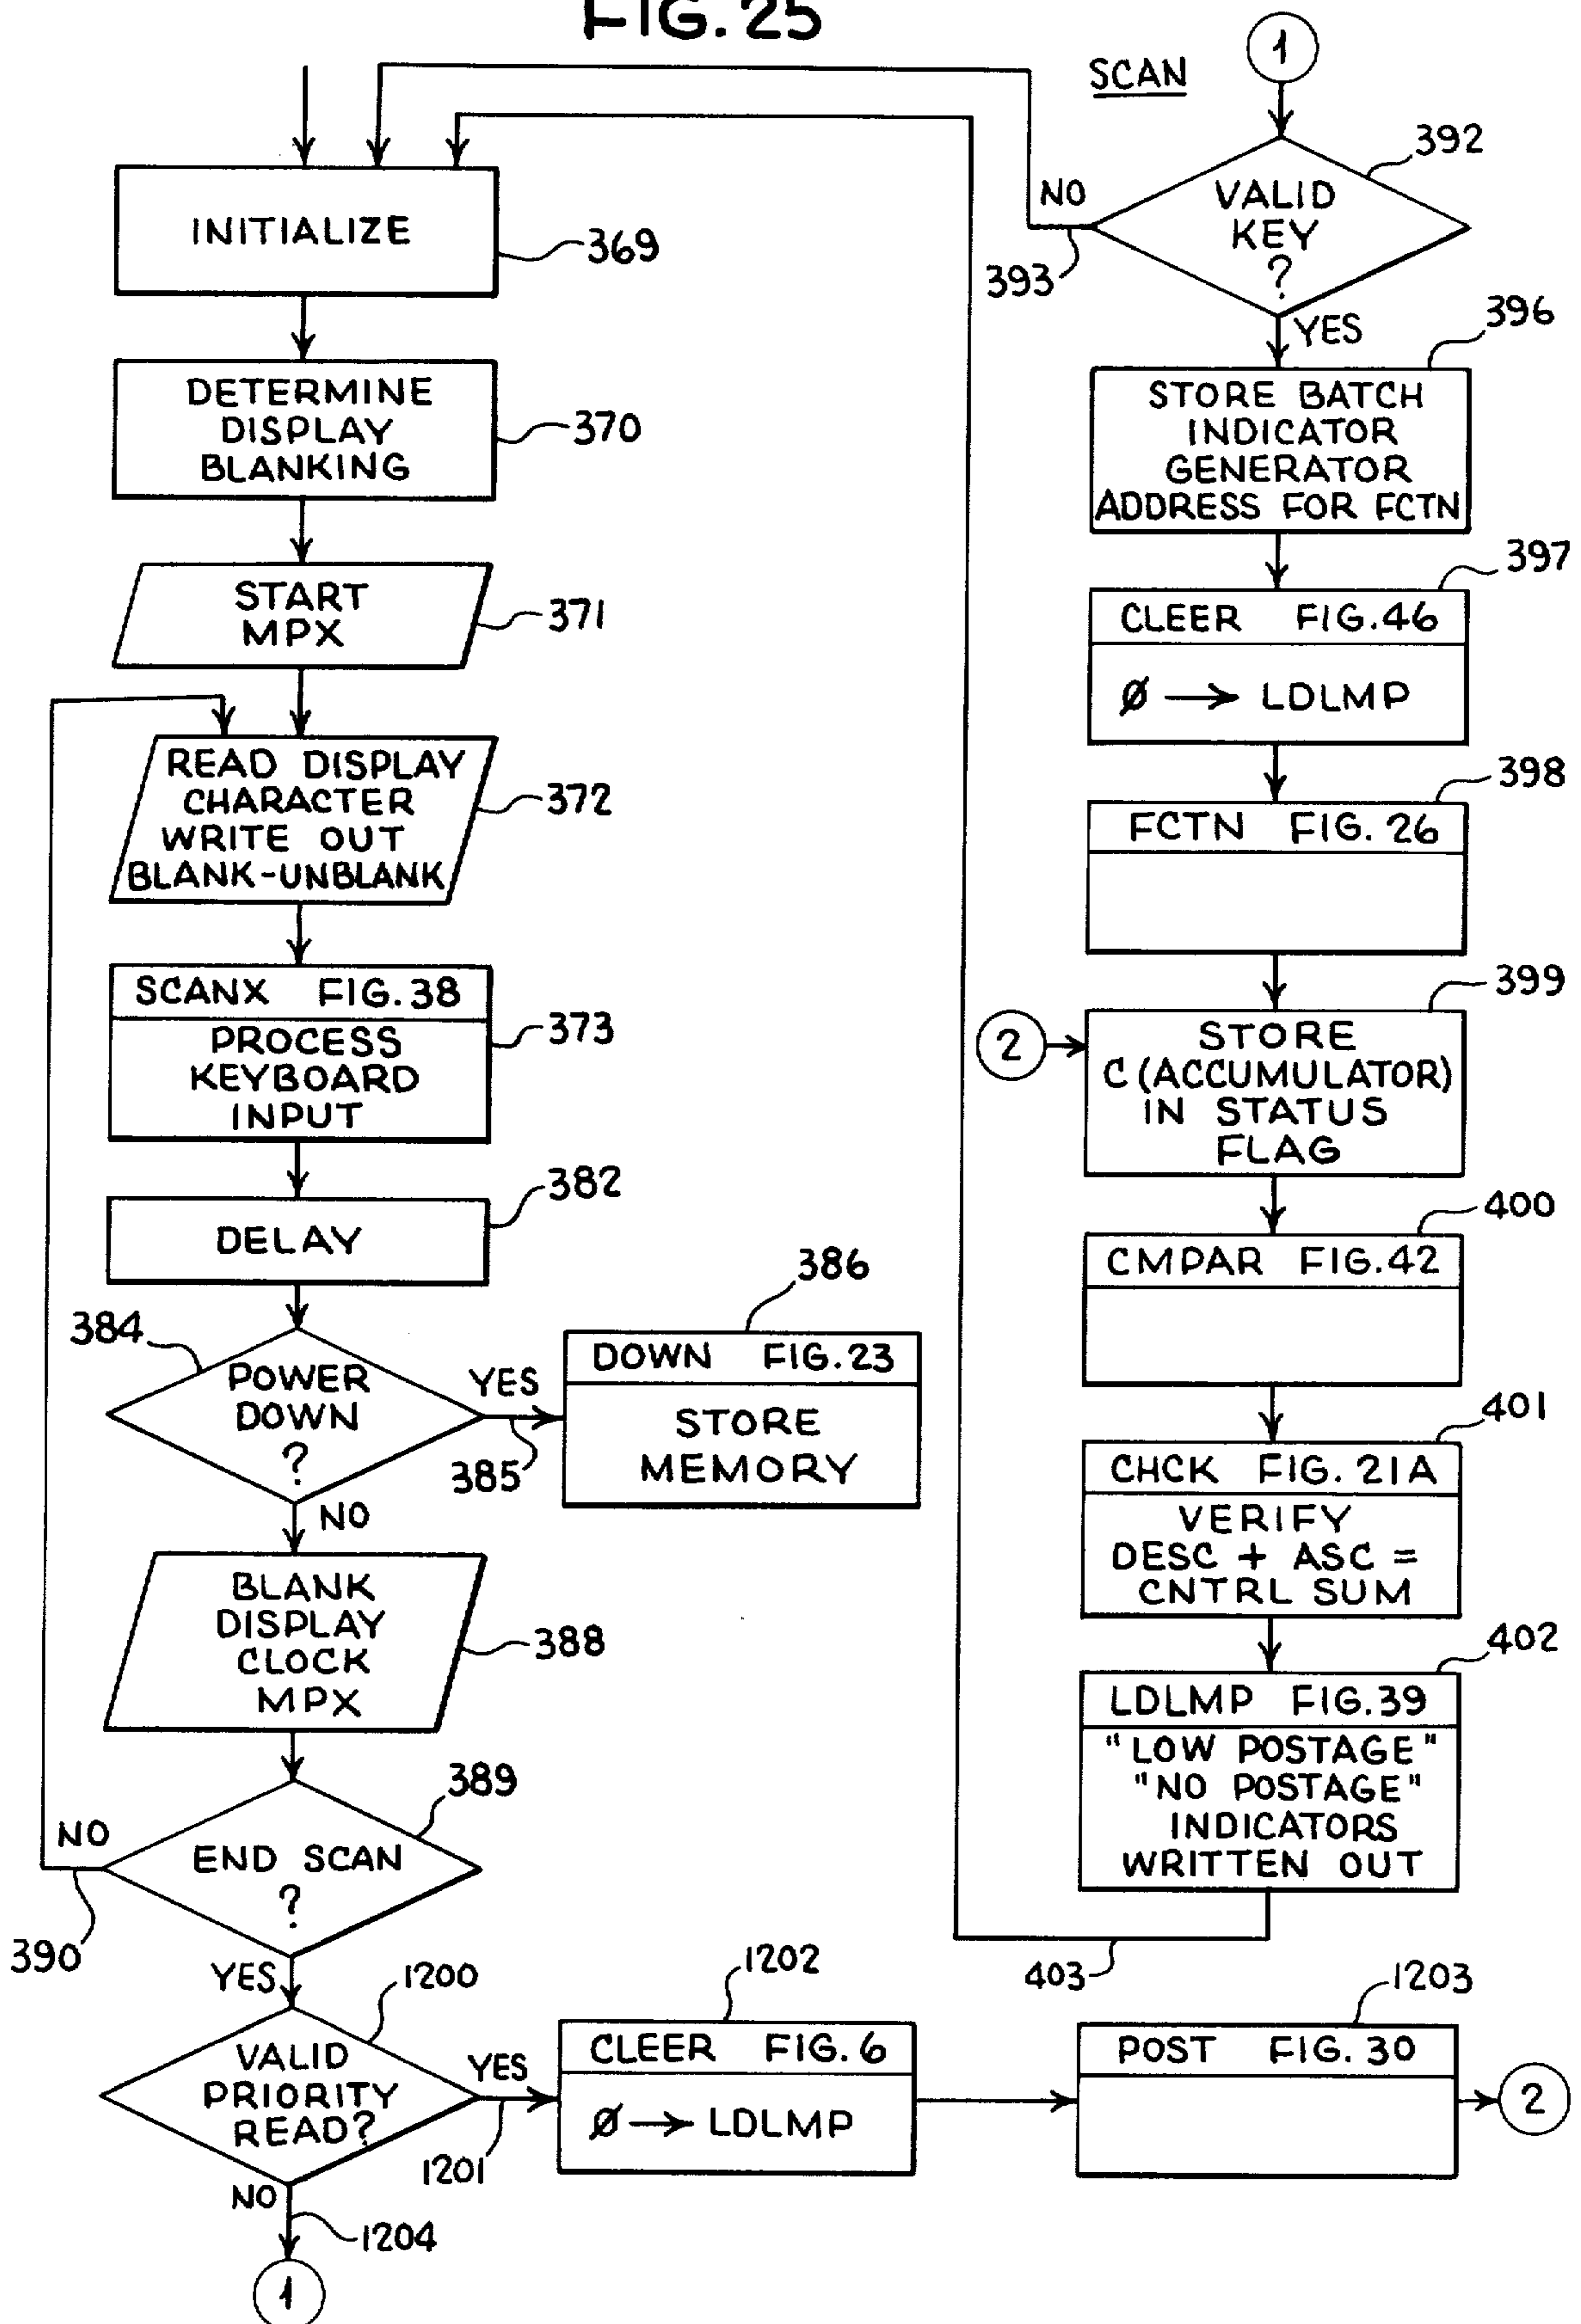 FIG. 25
SCAN
1
INITIALIZE
369
DETERMINE
DISPLAY
BLANKING
370
START
MPX
371
READ DISPLAY
CHARACTER
WRITE OUT
BLANK-UNBLANK
372
SCANX FIG. 38
PROCESS
KEYBOARD
INPUT
373
DELAY
382
384
POWER
DOWN
?
YES
385
NO
386
DOWN FIG. 23
STORE
MEMORY
BLANK
DISPLAY
CLOCK
MPX
388
389
END SCAN
?
NO
390
YES
1200
VALID
PRIORITY
READ?
YES
1201
NO
1204
1
1202
CLEER FIG. 6
Ø → LDLMP
1203
POST FIG. 30
2
392
VALID
KEY
?
NO
393
YES
396
STORE BATCH
INDICATOR
GENERATOR
ADDRESS FOR FCTN
397
CLEER FIG. 46
Ø → LDLMP
398
FCTN FIG. 26
399
2
STORE
C (ACCUMULATOR)
IN STATUS
FLAG
400
CMPAR FIG. 42
401
CHCK FIG. 21A
VERIFY
DESC + ASC =
CNTRL SUM
402
LDLMP FIG. 39
"LOW POSTAGE"
"NO POSTAGE"
INDICATORS
WRITTEN OUT
403